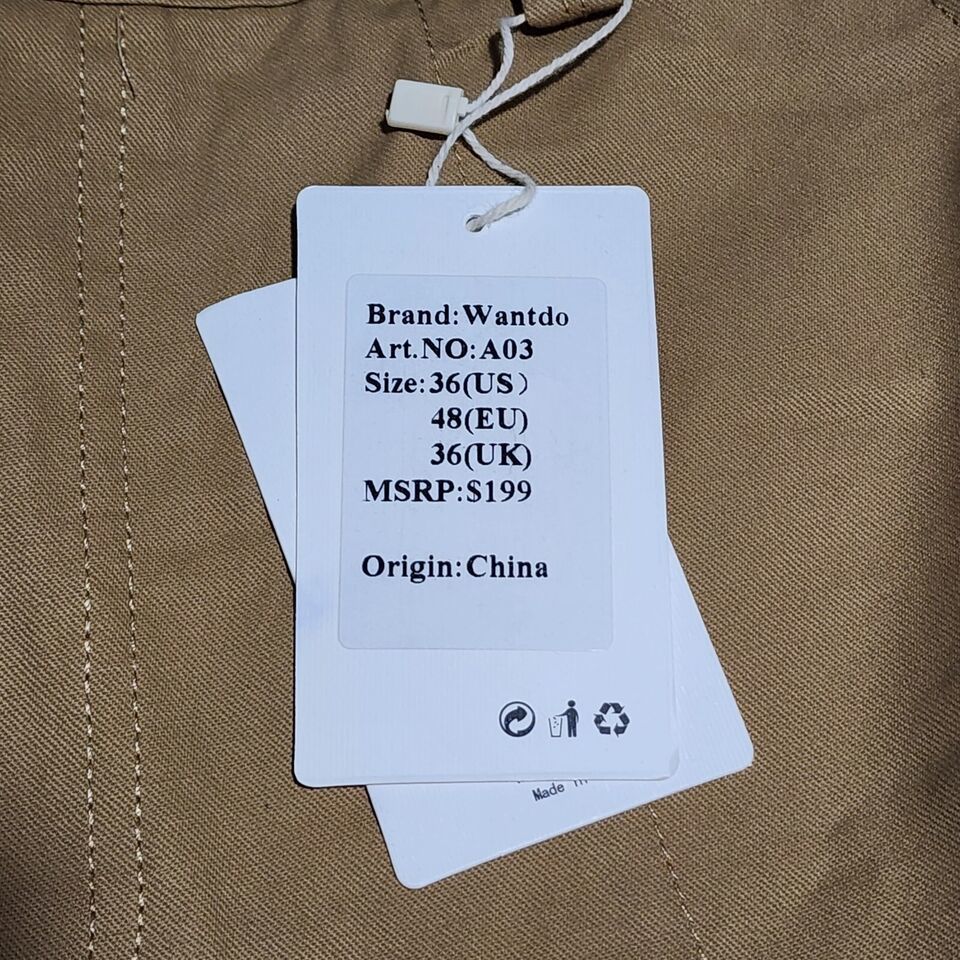 Brand:Wantdo
Art.NO:A03
Size:36(US）
48(EU)
36(UK)
MSRP:$199
Origin:China
Made